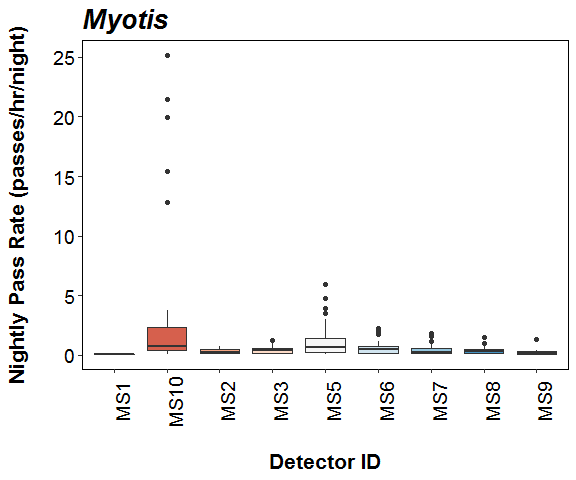 Myotis
Nightly Pass Rate (passes/hr/night)
25
20
15
10
5
0
MS1
MS10
MS2
MS3
MS5
MS6
MS7
MS8
MS9
Detector ID